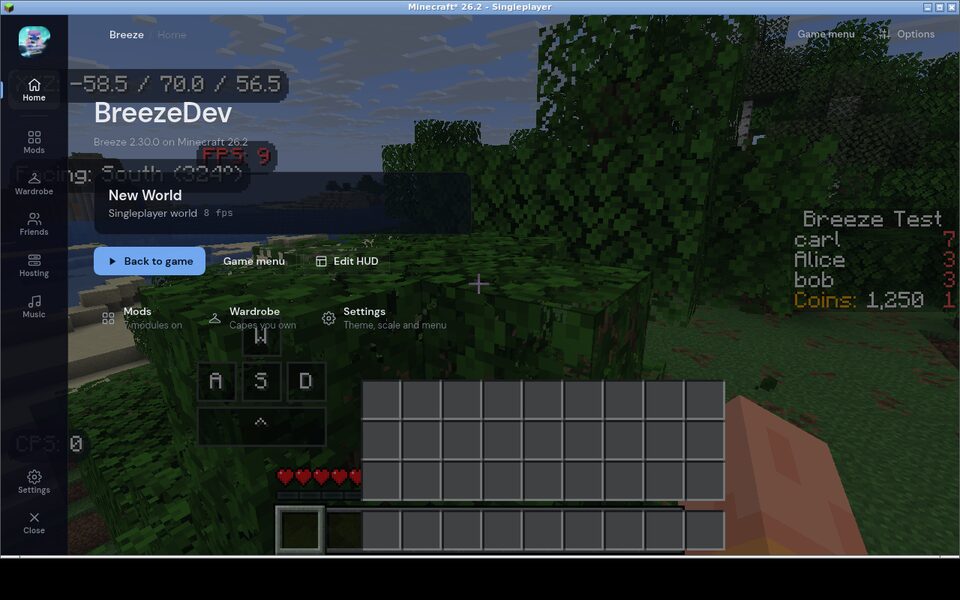 Minecraft* 26.2 - Singleplayer
Breeze / Home
Game menu
Options
-58.5 / 70.0 / 56.5
Home
BreezeDev
Breeze 2.30.0 on Minecraft 26.2
FPS: 9
Mods
Facing: South (324°)
New World
Singleplayer world 8 fps
Wardrobe
Friends
Breeze Test
carl 7
Alice 3
bob 3
Coins: 1,250 1
Back to game
Game menu
Edit HUD
Hosting
Music
Mods
7 modules on
Wardrobe
Capes you own
Settings
Theme, scale and menu
W
A
S
D
^
CPS: 0
Settings
Close